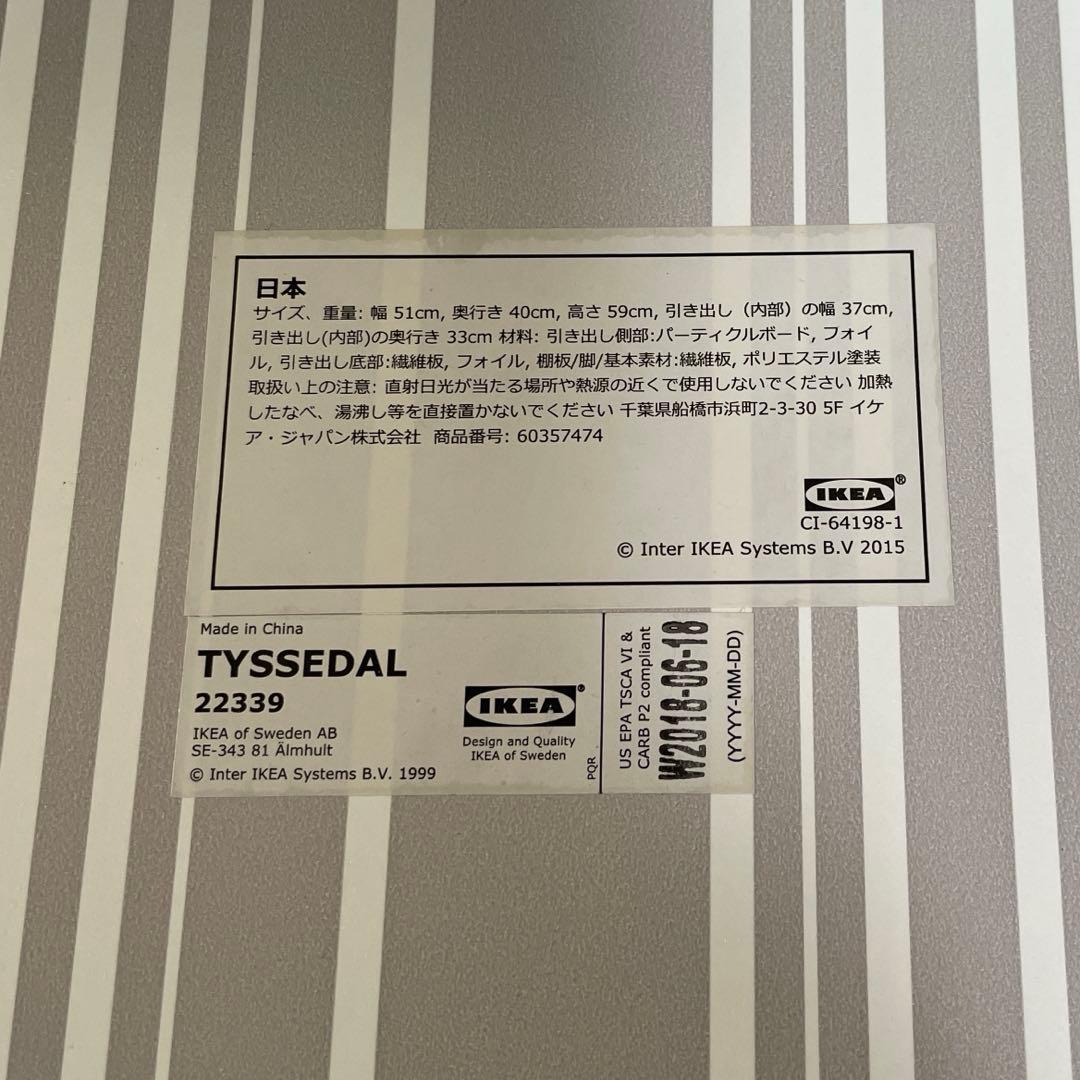 日本
サイズ、重量: 幅 51cm, 奥行き 40cm, 高さ 59cm, 引き出し（内部）の幅 37cm,
引き出し(内部)の奥行き 33cm 材料: 引き出し側部:パーティクルボード, フォイ
ル, 引き出し底部:繊維板, フォイル, 棚板/脚/基本素材:繊維板, ポリエステル塗装
取扱い上の注意: 直射日光が当たる場所や熱源の近くで使用しないでください 加熱
したなべ、湯沸し等を直接置かないでください 千葉県船橋市浜町2-3-30 5F イケ
ア・ジャパン株式会社 商品番号: 60357474
IKEA®
CI-64198-1
© Inter IKEA Systems B.V 2015
Made in China
TYSSEDAL
22339
IKEA of Sweden AB
SE-343 81 Älmhult
© Inter IKEA Systems B.V. 1999
IKEA®
Design and Quality
IKEA of Sweden
PQR
US EPA TSCA VI &
CARB P2 compliant
W2018-06-18
(YYYY-MM-DD)